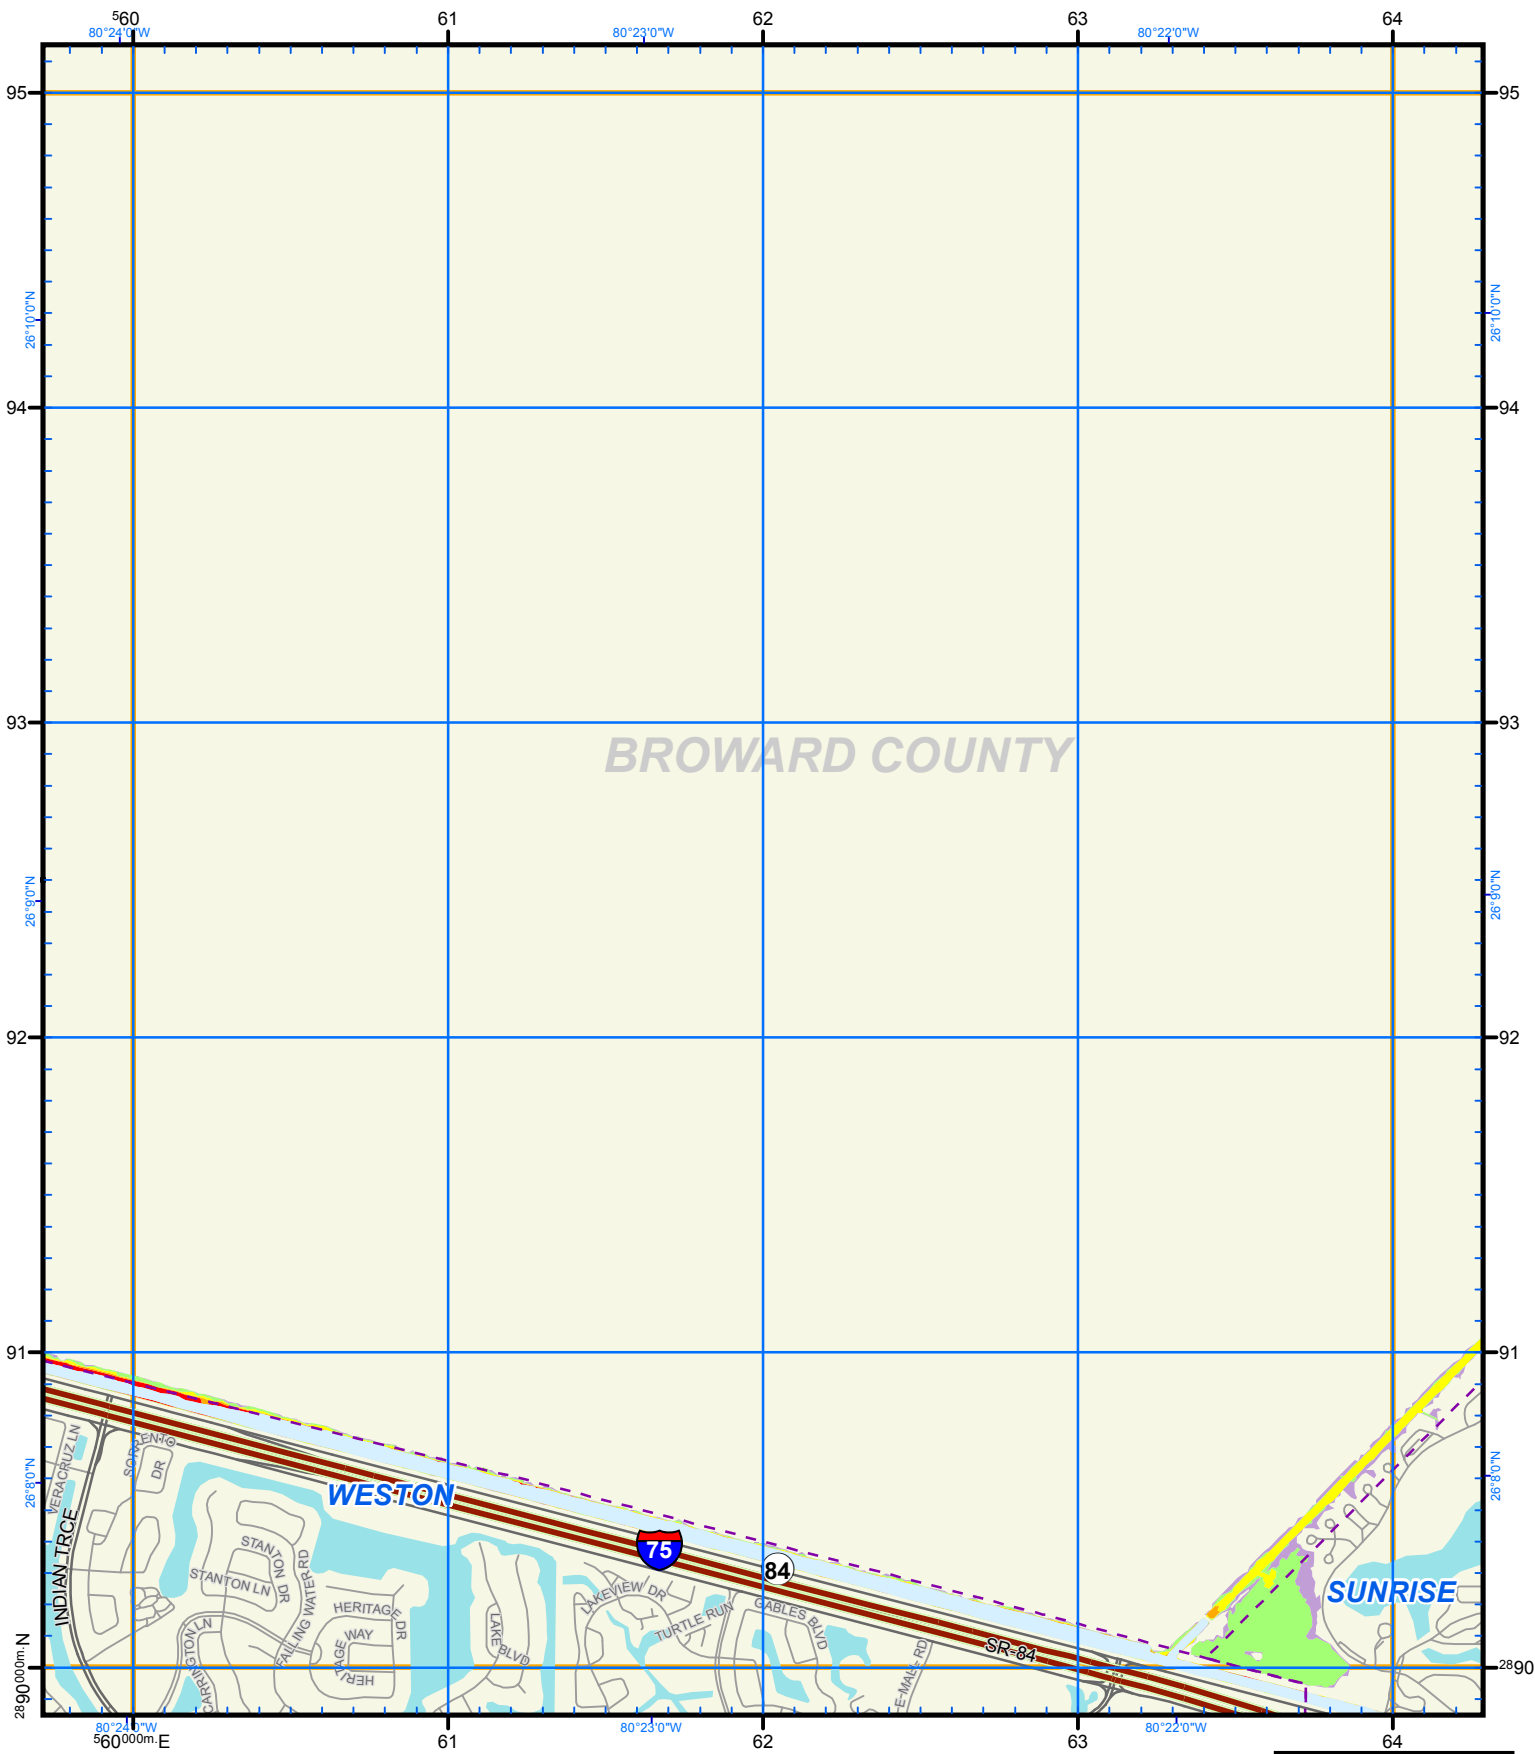 ⁵60 61 62 63 64
80°24'0"W 80°23'0"W 80°22'0"W
95 95
26°10'0"N 26°10'0"N
94 94
93 93
BROWARD COUNTY
26°9'0"N 26°9'0"N
92 92
91 91
VERACRUZ LN
SORRENTO
DR
26°8'0"N 26°8'0"N
WESTON
INDIAN TRCE
STANTON DR
STANTON LN
FALLING WATER RD
75
84
SUNRISE
LAKEVIEW DR
HERITAGE DR
TURTLE RUN
GABLES BLVD
CARRINGTON LN
WAY
HERITAGE
LAKE BLVD
E-MALL RD
SR-84
²⁸90⁰⁰⁰ᵐ·N ²⁸90
80°24'0"W 80°23'0"W 80°22'0"W
⁵60⁰⁰⁰ᵐ·E 61 62 63 64